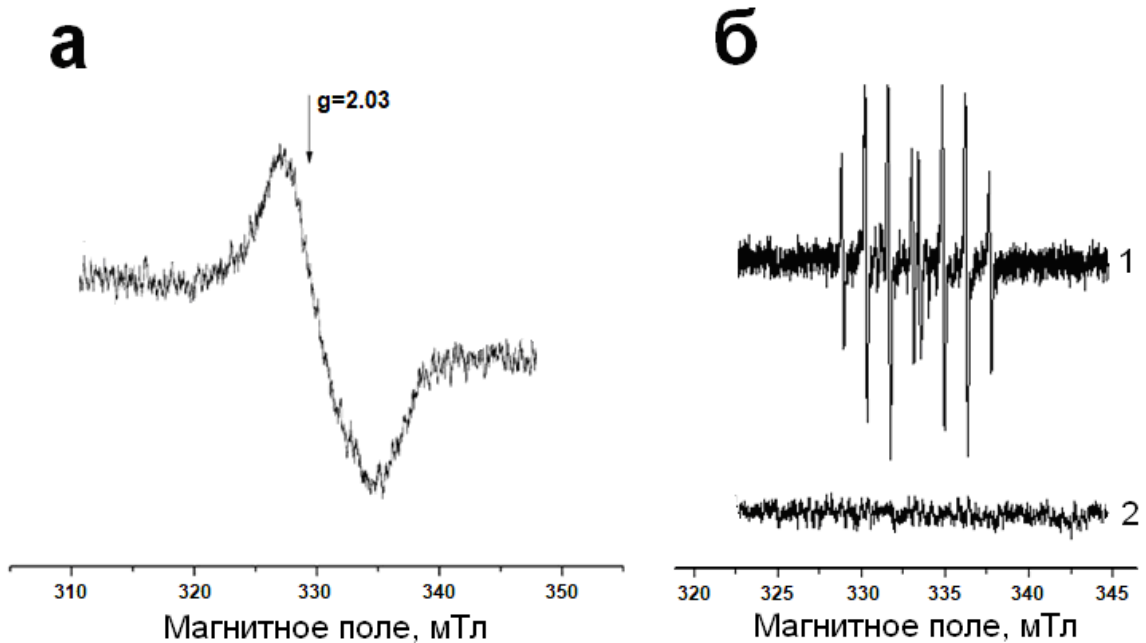 а
б
g=2.03
1
2
310 320 330 340 350
320 325 330 335 340 345
Магнитное поле, мТл
Магнитное поле, мТл